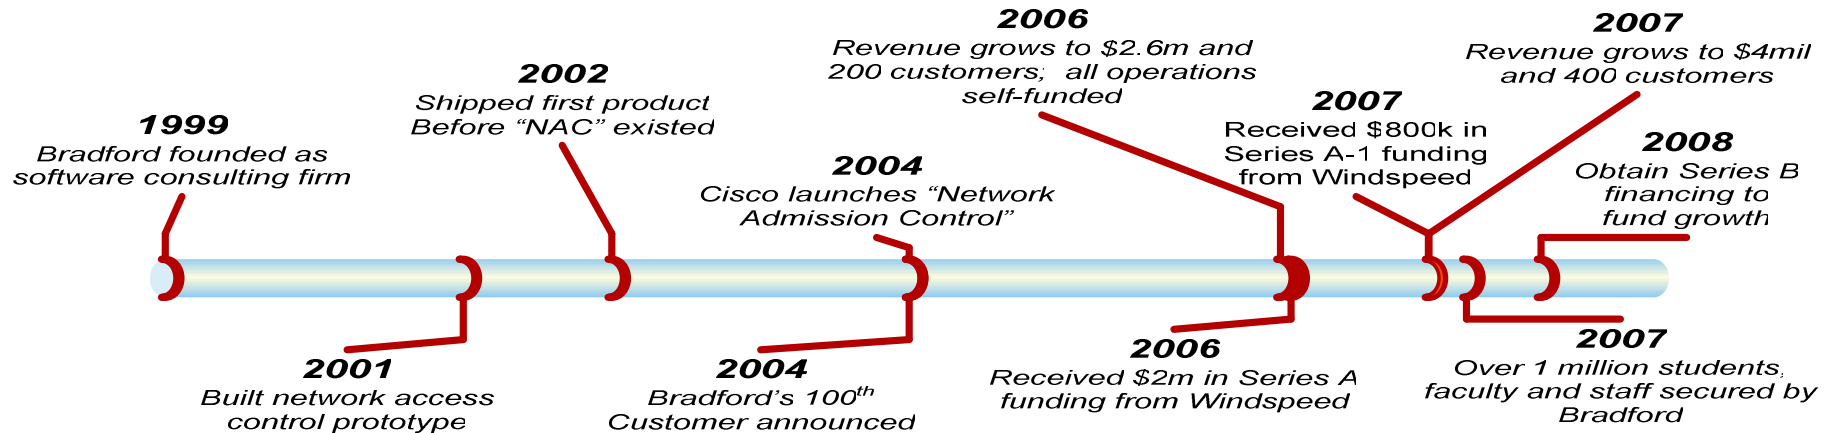 1999
Bradford founded as
software consulting firm
2001
Built network access
control prototype
2002
Shipped first product
Before “NAC” existed
2004
Cisco launches “Network
Admission Control”
2004
Bradford’s 100th
Customer announced
2006
Revenue grows to $2.6m and
200 customers; all operations
self-funded
2006
Received $2m in Series A
funding from Windspeed
2007
Received $800k in
Series A-1 funding
from Windspeed
2007
Revenue grows to $4mil
and 400 customers
2007
Over 1 million students,
faculty and staff secured by
Bradford
2008
Obtain Series B
financing to
fund growth